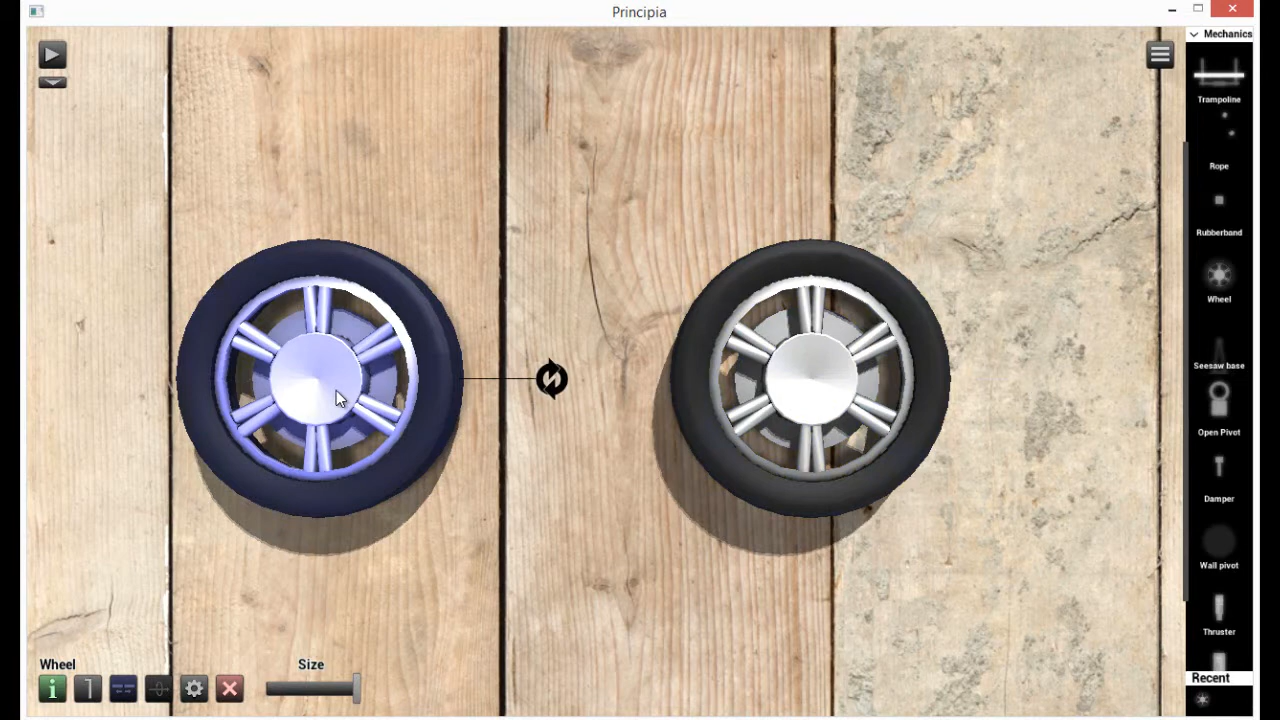 Principia
Mechanics
Trampoline
Rope
Rubberband
Wheel
Seesaw base
Open Pivot
Damper
Wall pivot
Thruster
Recent
Wheel
Size